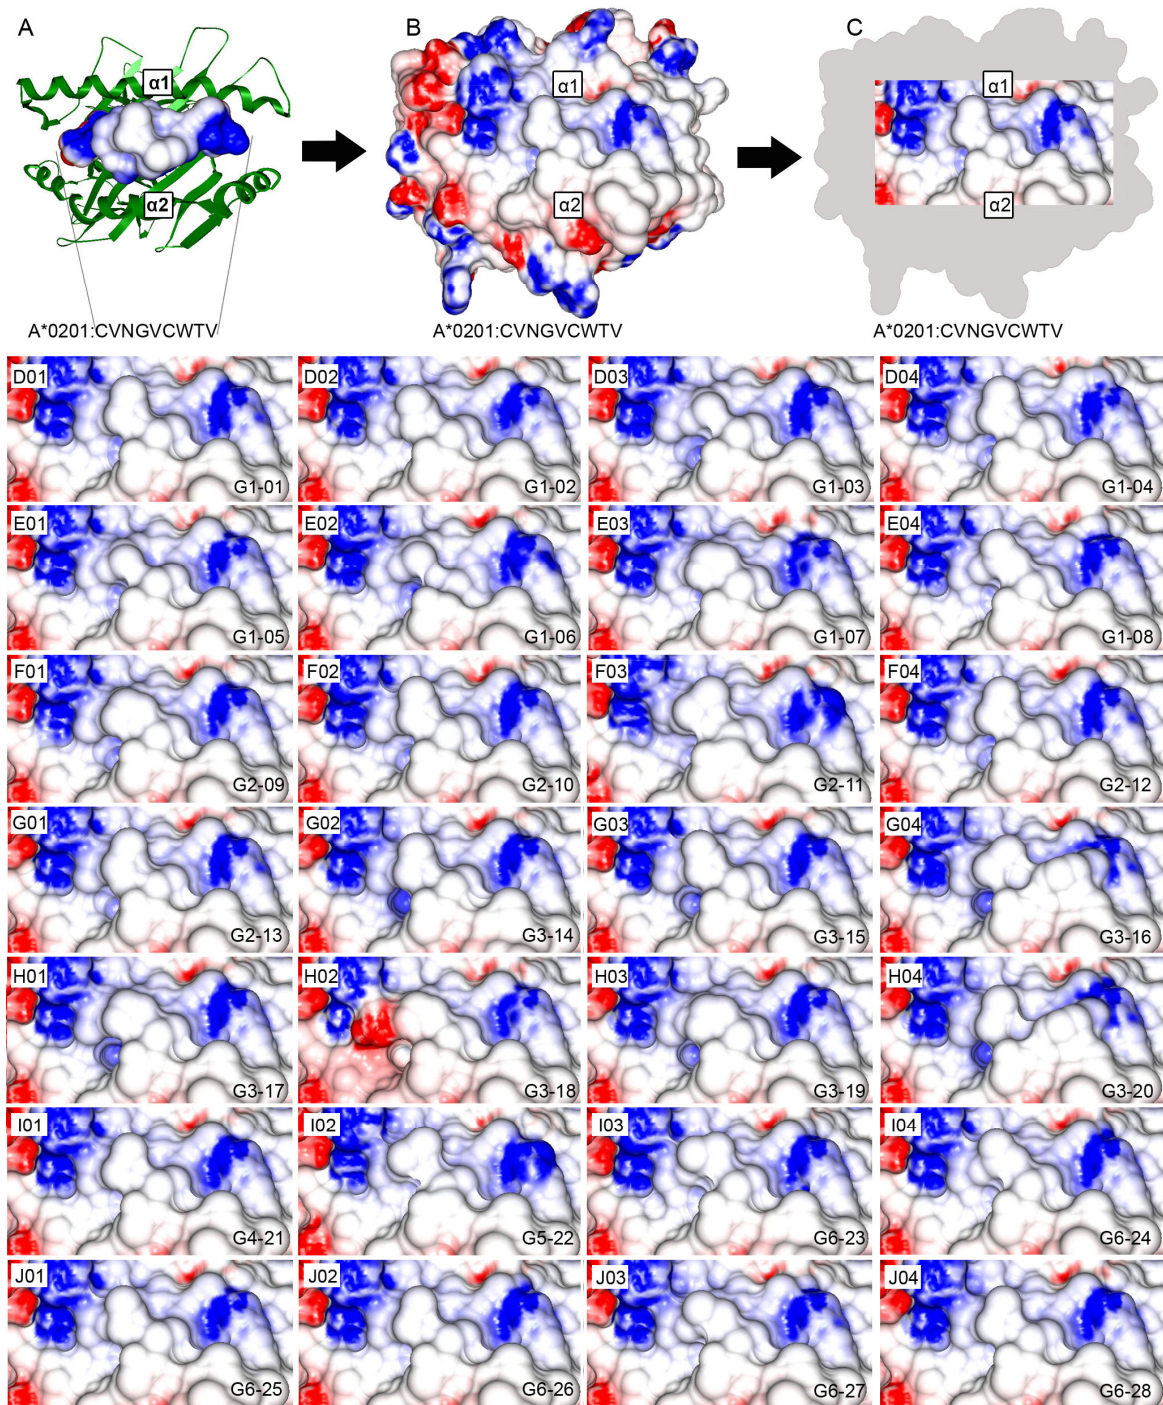 A
B
C
α1
α1
α1
α2
α2
α2
A*0201:CVNGVCWTV
A*0201:CVNGVCWTV
A*0201:CVNGVCWTV
D01
D02
D03
D04
G1-01
G1-02
G1-03
G1-04
E01
E02
E03
E04
G1-05
G1-06
G1-07
G1-08
F01
F02
F03
F04
G2-09
G2-10
G2-11
G2-12
G01
G02
G03
G04
G2-13
G3-14
G3-15
G3-16
H01
H02
H03
H04
G3-17
G3-18
G3-19
G3-20
I01
I02
I03
I04
G4-21
G5-22
G6-23
G6-24
J01
J02
J03
J04
G6-25
G6-26
G6-27
G6-28